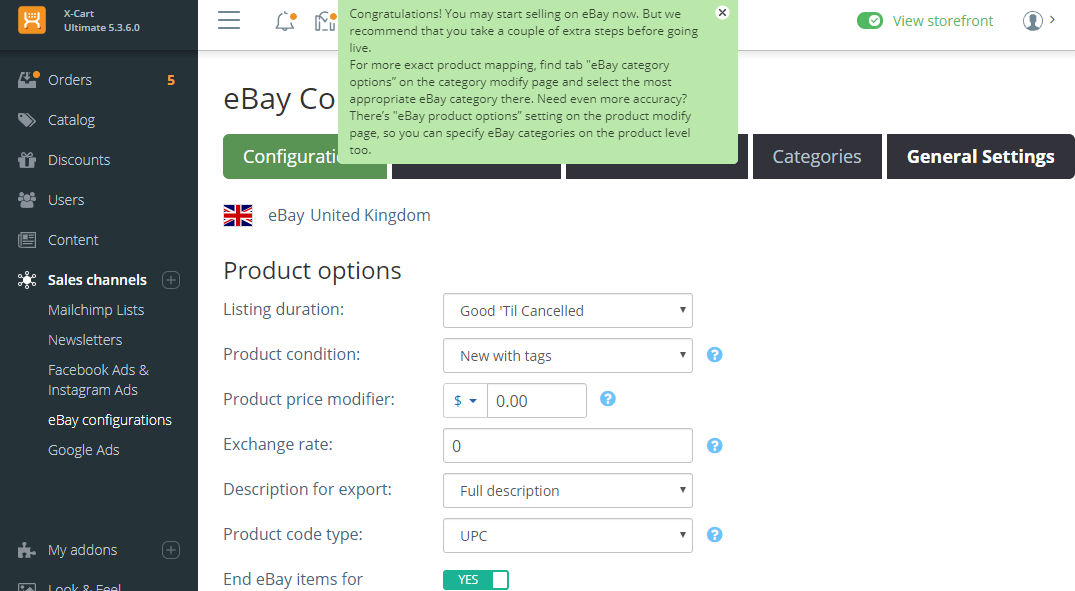 X-Cart
Ultimate 5.3.6.0
Orders 5
Catalog
Discounts
Users
Content
Sales channels
Mailchimp Lists
Newsletters
Facebook Ads &
Instagram Ads
eBay configurations
Google Ads
My addons
Look & Feel
Congratulations! You may start selling on eBay now. But we
recommend that you take a couple of extra steps before going
live.
For more exact product mapping, find tab "eBay category
options" on the category modify page and select the most
appropriate eBay category there. Need even more accuracy?
There's "eBay product options" setting on the product modify
page, so you can specify eBay categories on the product level
too.
View storefront
eBay Co
Configurati
Categories
General Settings
eBay United Kingdom
Product options
Listing duration: Good 'Til Cancelled
Product condition: New with tags ?
Product price modifier: $ 0.00 ?
Exchange rate: 0 ?
Description for export: Full description
Product code type: UPC ?
End eBay items for YES